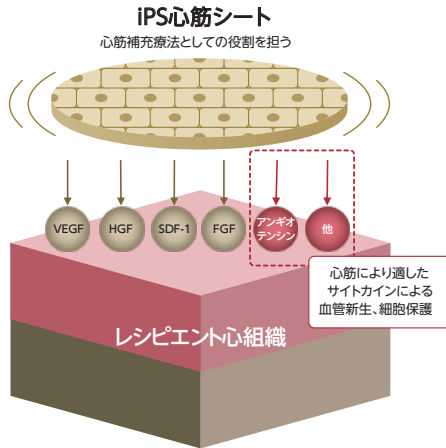 iPS心筋シート
心筋補充療法としての役割を担う
VEGF
HGF
SDF-1
FGF
アンギオ
テンシン
他
心筋により適した
サイトカインによる
血管新生、細胞保護
レシピエント心組織